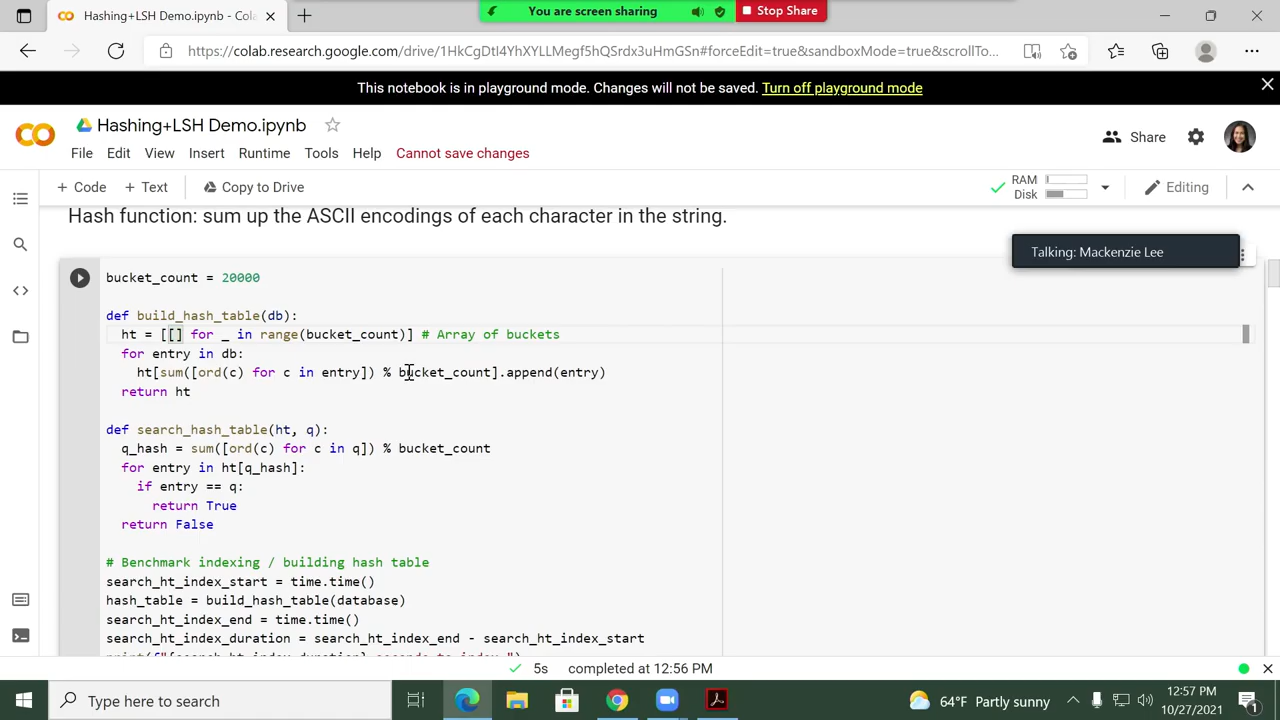 Hashing+LSH Demo.ipynb - Cola
You are screen sharing
Stop Share
https://colab.research.google.com/drive/1HkCgDtI4YhXYLLMegf5hQSrdx3uHmGSn#forceEdit=true&sandboxMode=true&scrollTo...
This notebook is in playground mode. Changes will not be saved. Turn off playground mode
Hashing+LSH Demo.ipynb
Share
File Edit View Insert Runtime Tools Help Cannot save changes
+ Code + Text Copy to Drive
RAM
Disk
Editing
Hash function: sum up the ASCII encodings of each character in the string.
Talking: Mackenzie Lee
bucket_count = 20000
def build_hash_table(db):
ht = [[] for _ in range(bucket_count)] # Array of buckets
for entry in db:
ht[sum([ord(c) for c in entry]) % bucket_count].append(entry)
return ht
def search_hash_table(ht, q):
q_hash = sum([ord(c) for c in q]) % bucket_count
for entry in ht[q_hash]:
if entry == q:
return True
return False
# Benchmark indexing / building hash table
search_ht_index_start = time.time()
hash_table = build_hash_table(database)
search_ht_index_end = time.time()
search_ht_index_duration = search_ht_index_end - search_ht_index_start
5s completed at 12:56 PM
Type here to search
64°F Partly sunny
12:57 PM
10/27/2021
1